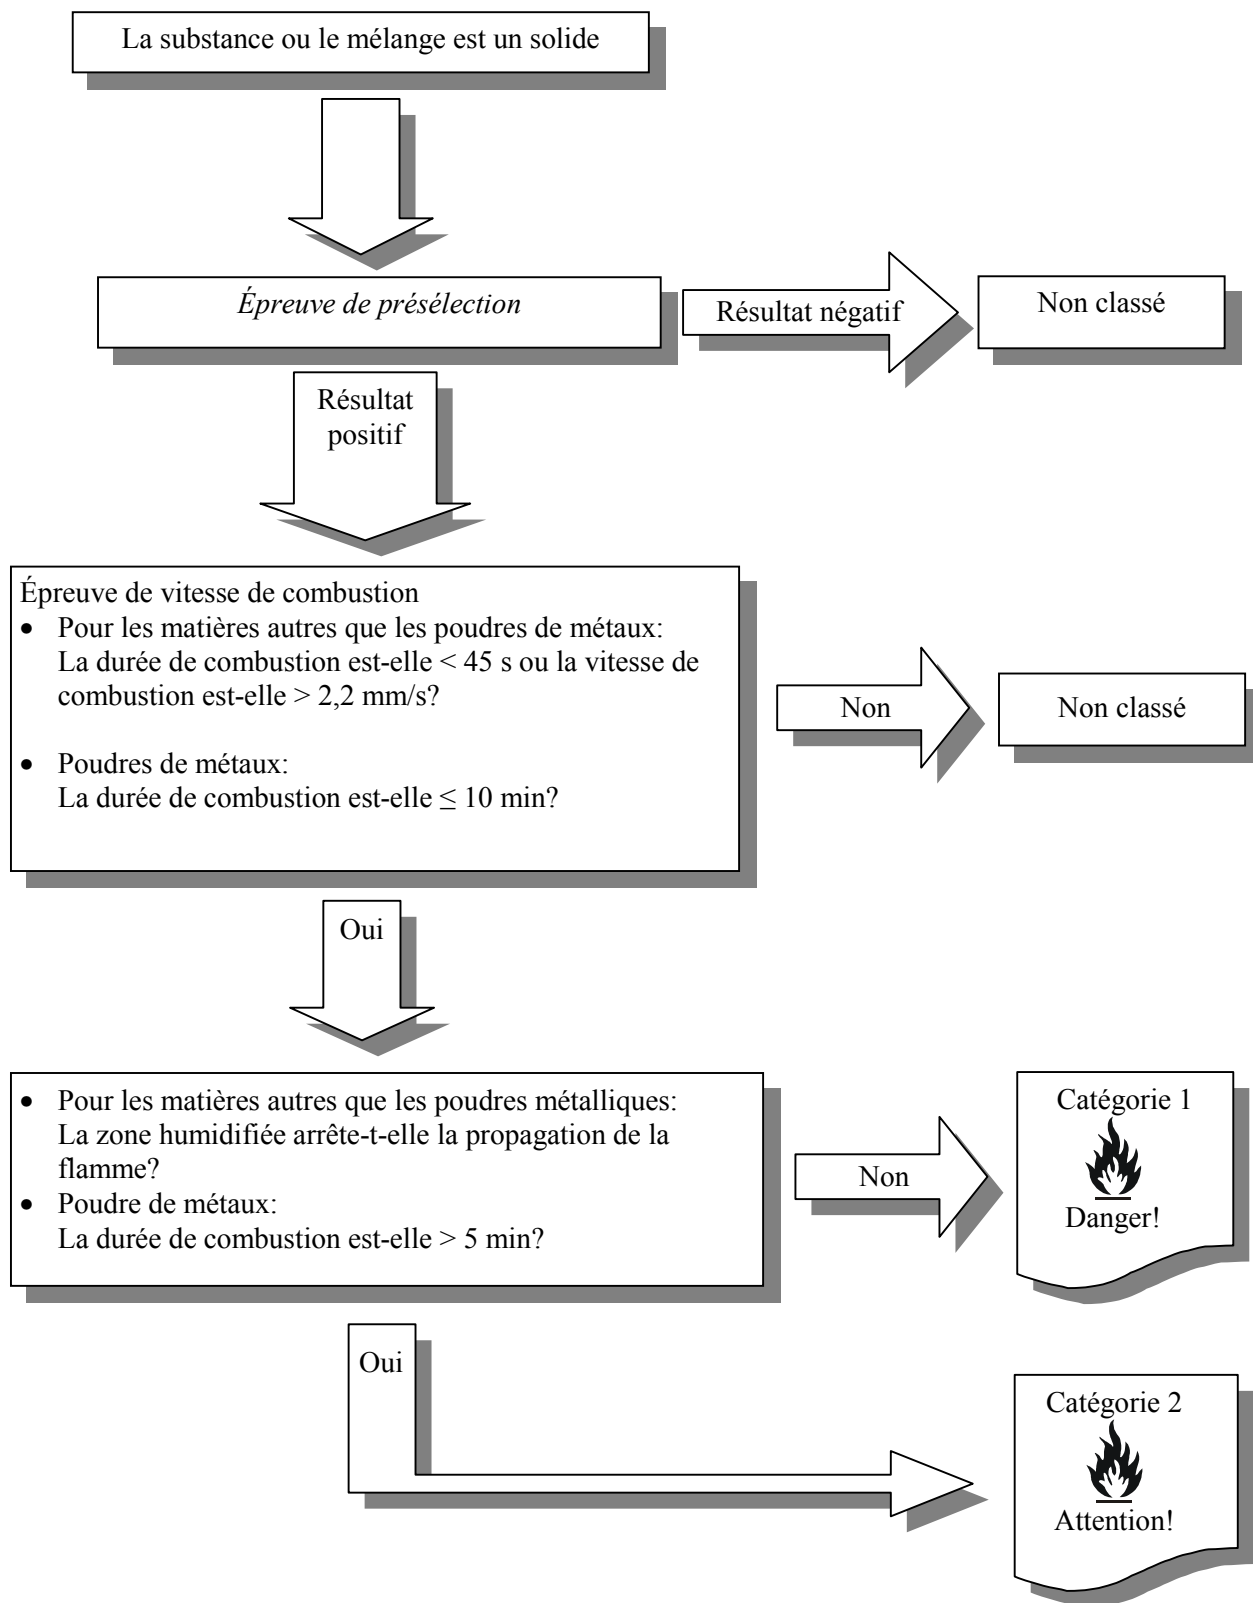 La substance ou le mélange est un solide
Épreuve de présélection
Résultat négatif
Non classé
Résultat
positif
Épreuve de vitesse de combustion
• Pour les matières autres que les poudres de métaux:
La durée de combustion est-elle < 45 s ou la vitesse de
combustion est-elle > 2,2 mm/s?
• Poudres de métaux:
La durée de combustion est-elle ≤ 10 min?
Non
Non classé
Oui
• Pour les matières autres que les poudres métalliques:
La zone humidifiée arrête-t-elle la propagation de la
flamme?
• Poudre de métaux:
La durée de combustion est-elle > 5 min?
Non
Catégorie 1
Danger!
Oui
Catégorie 2
Attention!